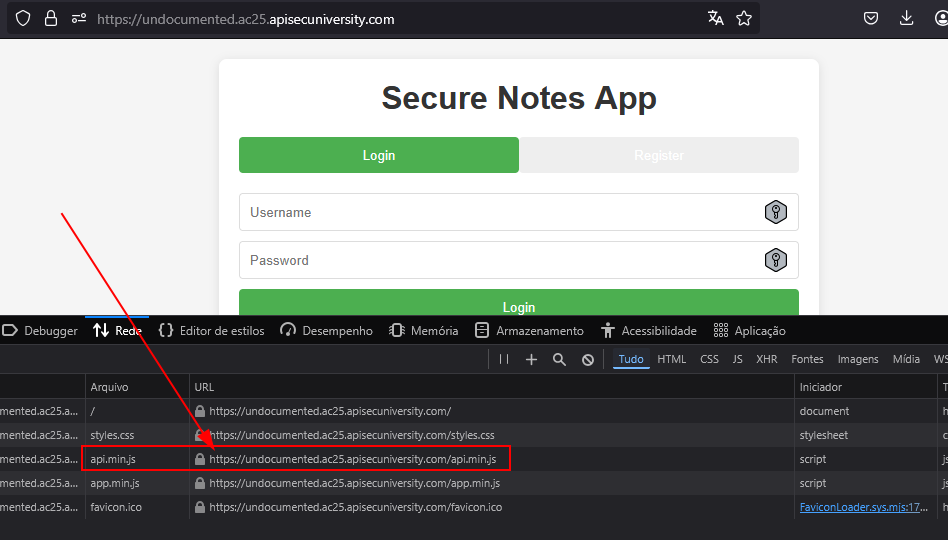 https://undocumented.ac25.apisecuniversity.com
Secure Notes App
Login Register
Username
Password
Login
Debugger Rede Editor de estilos Desempenho Memória Armazenamento Acessibilidade Aplicação
Tudo HTML CSS JS XHR Fontes Imagens Mídia WS
Arquivo URL Iniciador T
mented.ac25.a... / https://undocumented.ac25.apisecuniversity.com/ document h
mented.ac25.a... styles.css https://undocumented.ac25.apisecuniversity.com/styles.css stylesheet c
mented.ac25.a... api.min.js https://undocumented.ac25.apisecuniversity.com/api.min.js script js
mented.ac25.a... app.min.js https://undocumented.ac25.apisecuniversity.com/app.min.js script js
mented.ac25.a... favicon.ico https://undocumented.ac25.apisecuniversity.com/favicon.ico FaviconLoader.sys.mjs:17... h